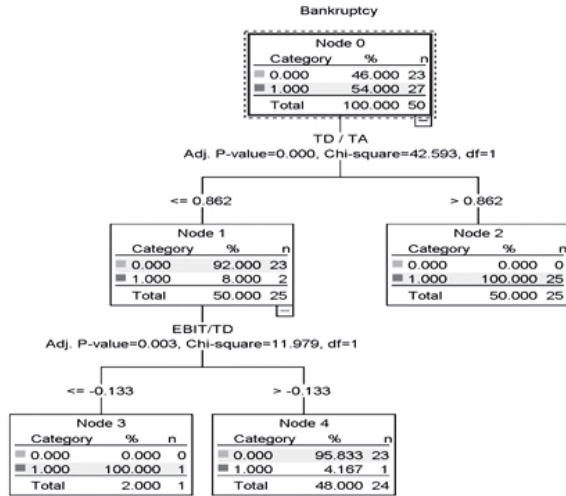 Bankruptcy
Node 0
Category % n
0.000 46.000 23
1.000 54.000 27
Total 100.000 50
TD / TA
Adj. P-value=0.000, Chi-square=42.593, df=1
<= 0.862
> 0.862
Node 1
Category % n
0.000 92.000 23
1.000 8.000 2
Total 50.000 25
Node 2
Category % n
0.000 0.000 0
1.000 100.000 25
Total 50.000 25
EBIT/TD
Adj. P-value=0.003, Chi-square=11.979, df=1
<= -0.133
> -0.133
Node 3
Category % n
0.000 0.000 0
1.000 100.000 1
Total 2.000 1
Node 4
Category % n
0.000 95.833 23
1.000 4.167 1
Total 48.000 24